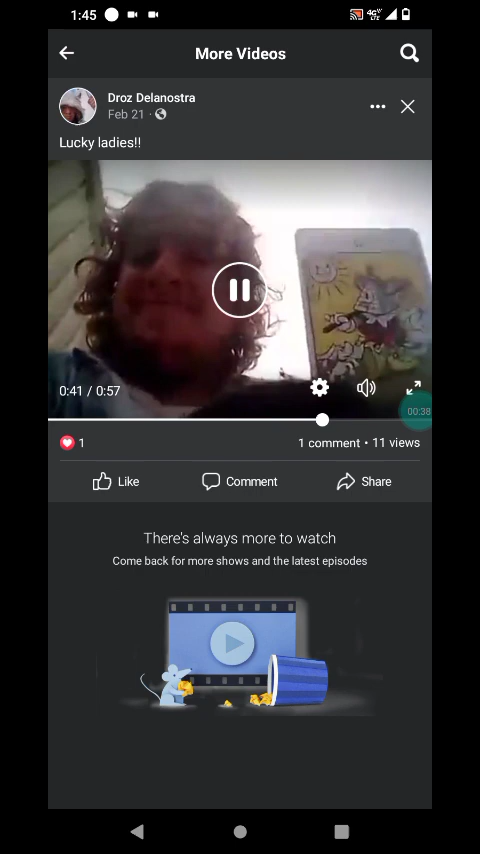 1:45
4G LTE
More Videos
Droz Delanostra
Feb 21 ·
Lucky ladies!!
0:41 / 0:57
00:38
1
1 comment • 11 views
Like
Comment
Share
There's always more to watch
Come back for more shows and the latest episodes